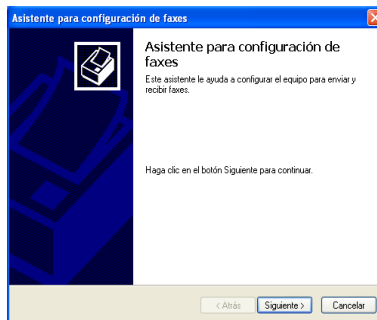 Asistente para configuración de faxes
Asistente para configuración de
faxes
Este asistente le ayuda a configurar el equipo para enviar y
recibir faxes.
Haga clic en el botón Siguiente para continuar.
< Atrás
Siguiente >
Cancelar